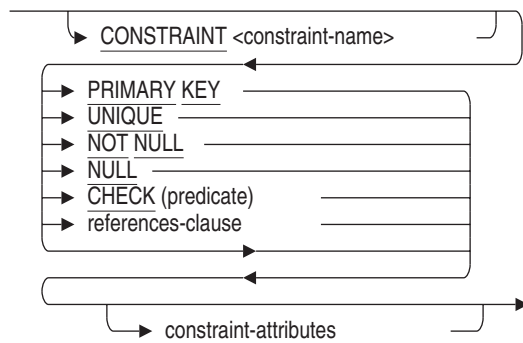 CONSTRAINT <constraint-name>
PRIMARY KEY
UNIQUE
NOT NULL
NULL
CHECK (predicate)
references-clause
constraint-attributes